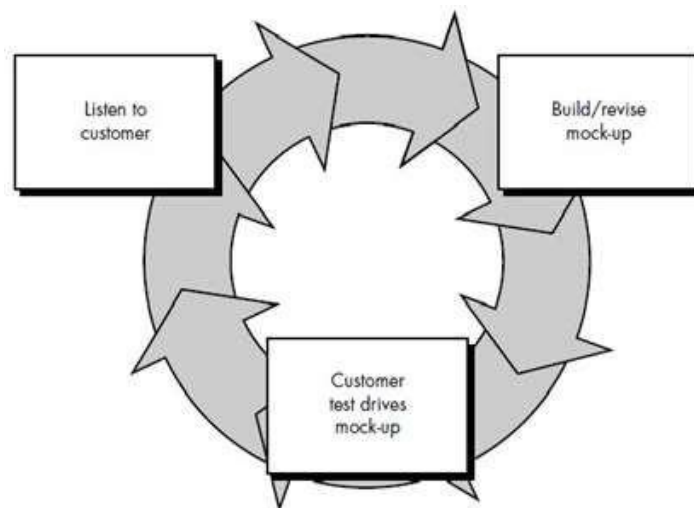 Listen to
customer
Build/revise
mock-up
Customer
test drives
mock-up